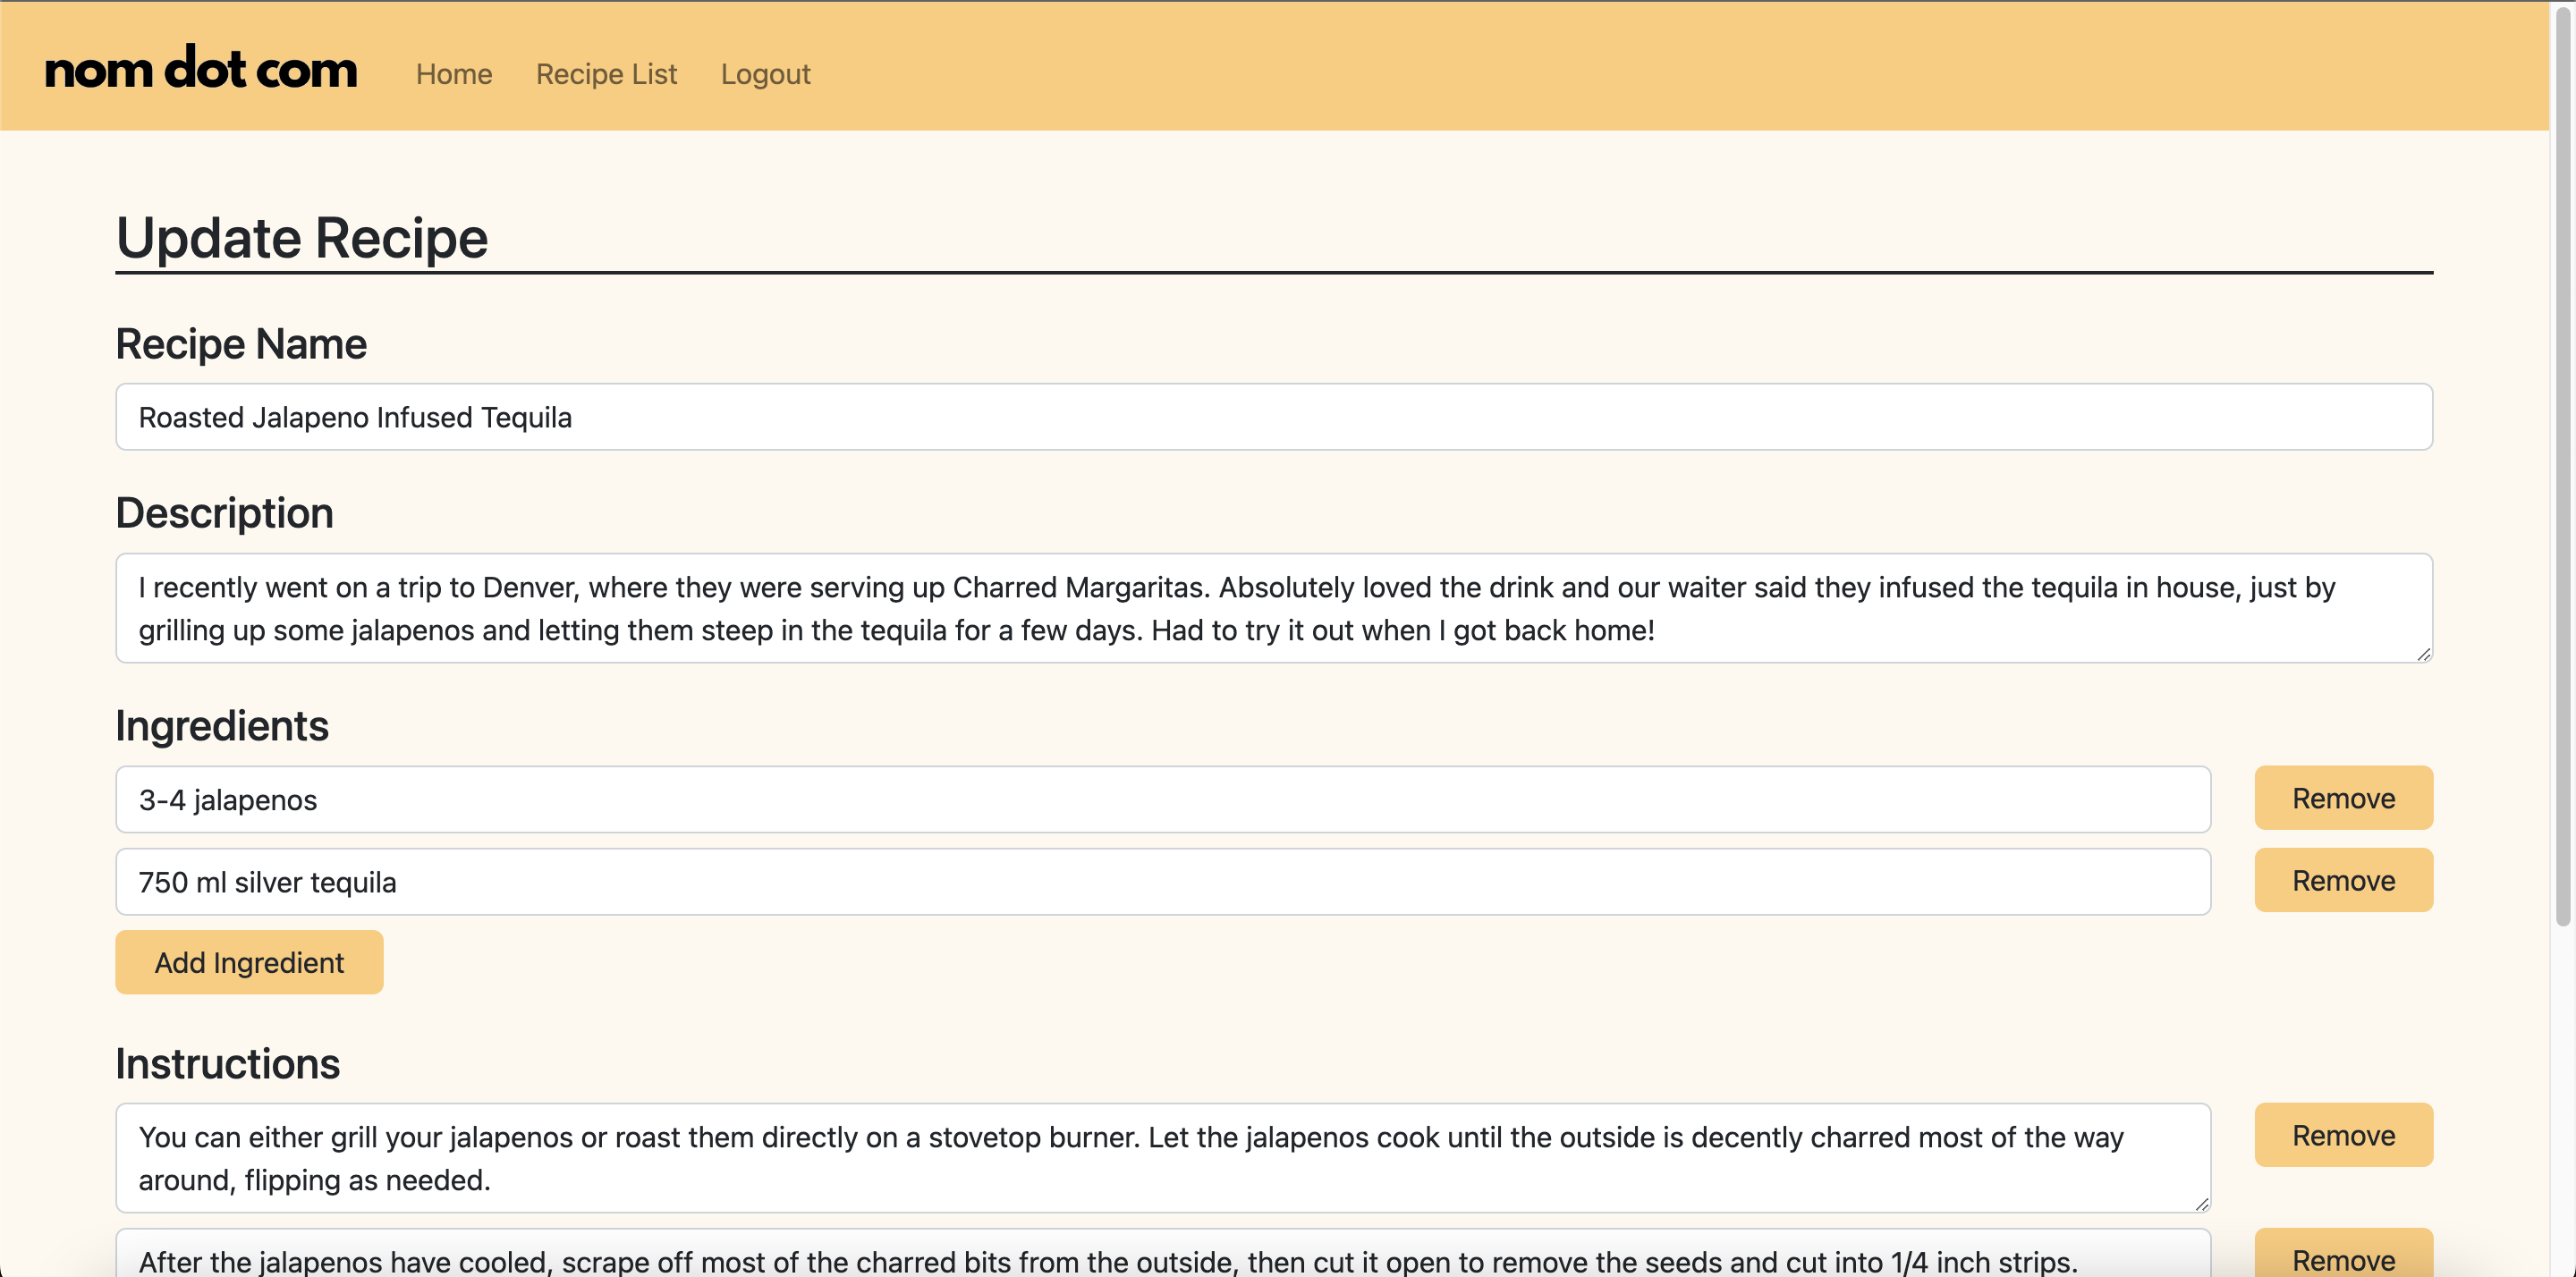 nom dot com
Home
Recipe List
Logout
Update Recipe
Recipe Name
Roasted Jalapeno Infused Tequila
Description
I recently went on a trip to Denver, where they were serving up Charred Margaritas. Absolutely loved the drink and our waiter said they infused the tequila in house, just by
grilling up some jalapenos and letting them steep in the tequila for a few days. Had to try it out when I got back home!
Ingredients
3-4 jalapenos
Remove
750 ml silver tequila
Remove
Add Ingredient
Instructions
You can either grill your jalapenos or roast them directly on a stovetop burner. Let the jalapenos cook until the outside is decently charred most of the way
around, flipping as needed.
Remove
After the jalapenos have cooled, scrape off most of the charred bits from the outside, then cut it open to remove the seeds and cut into 1/4 inch strips.
Remove